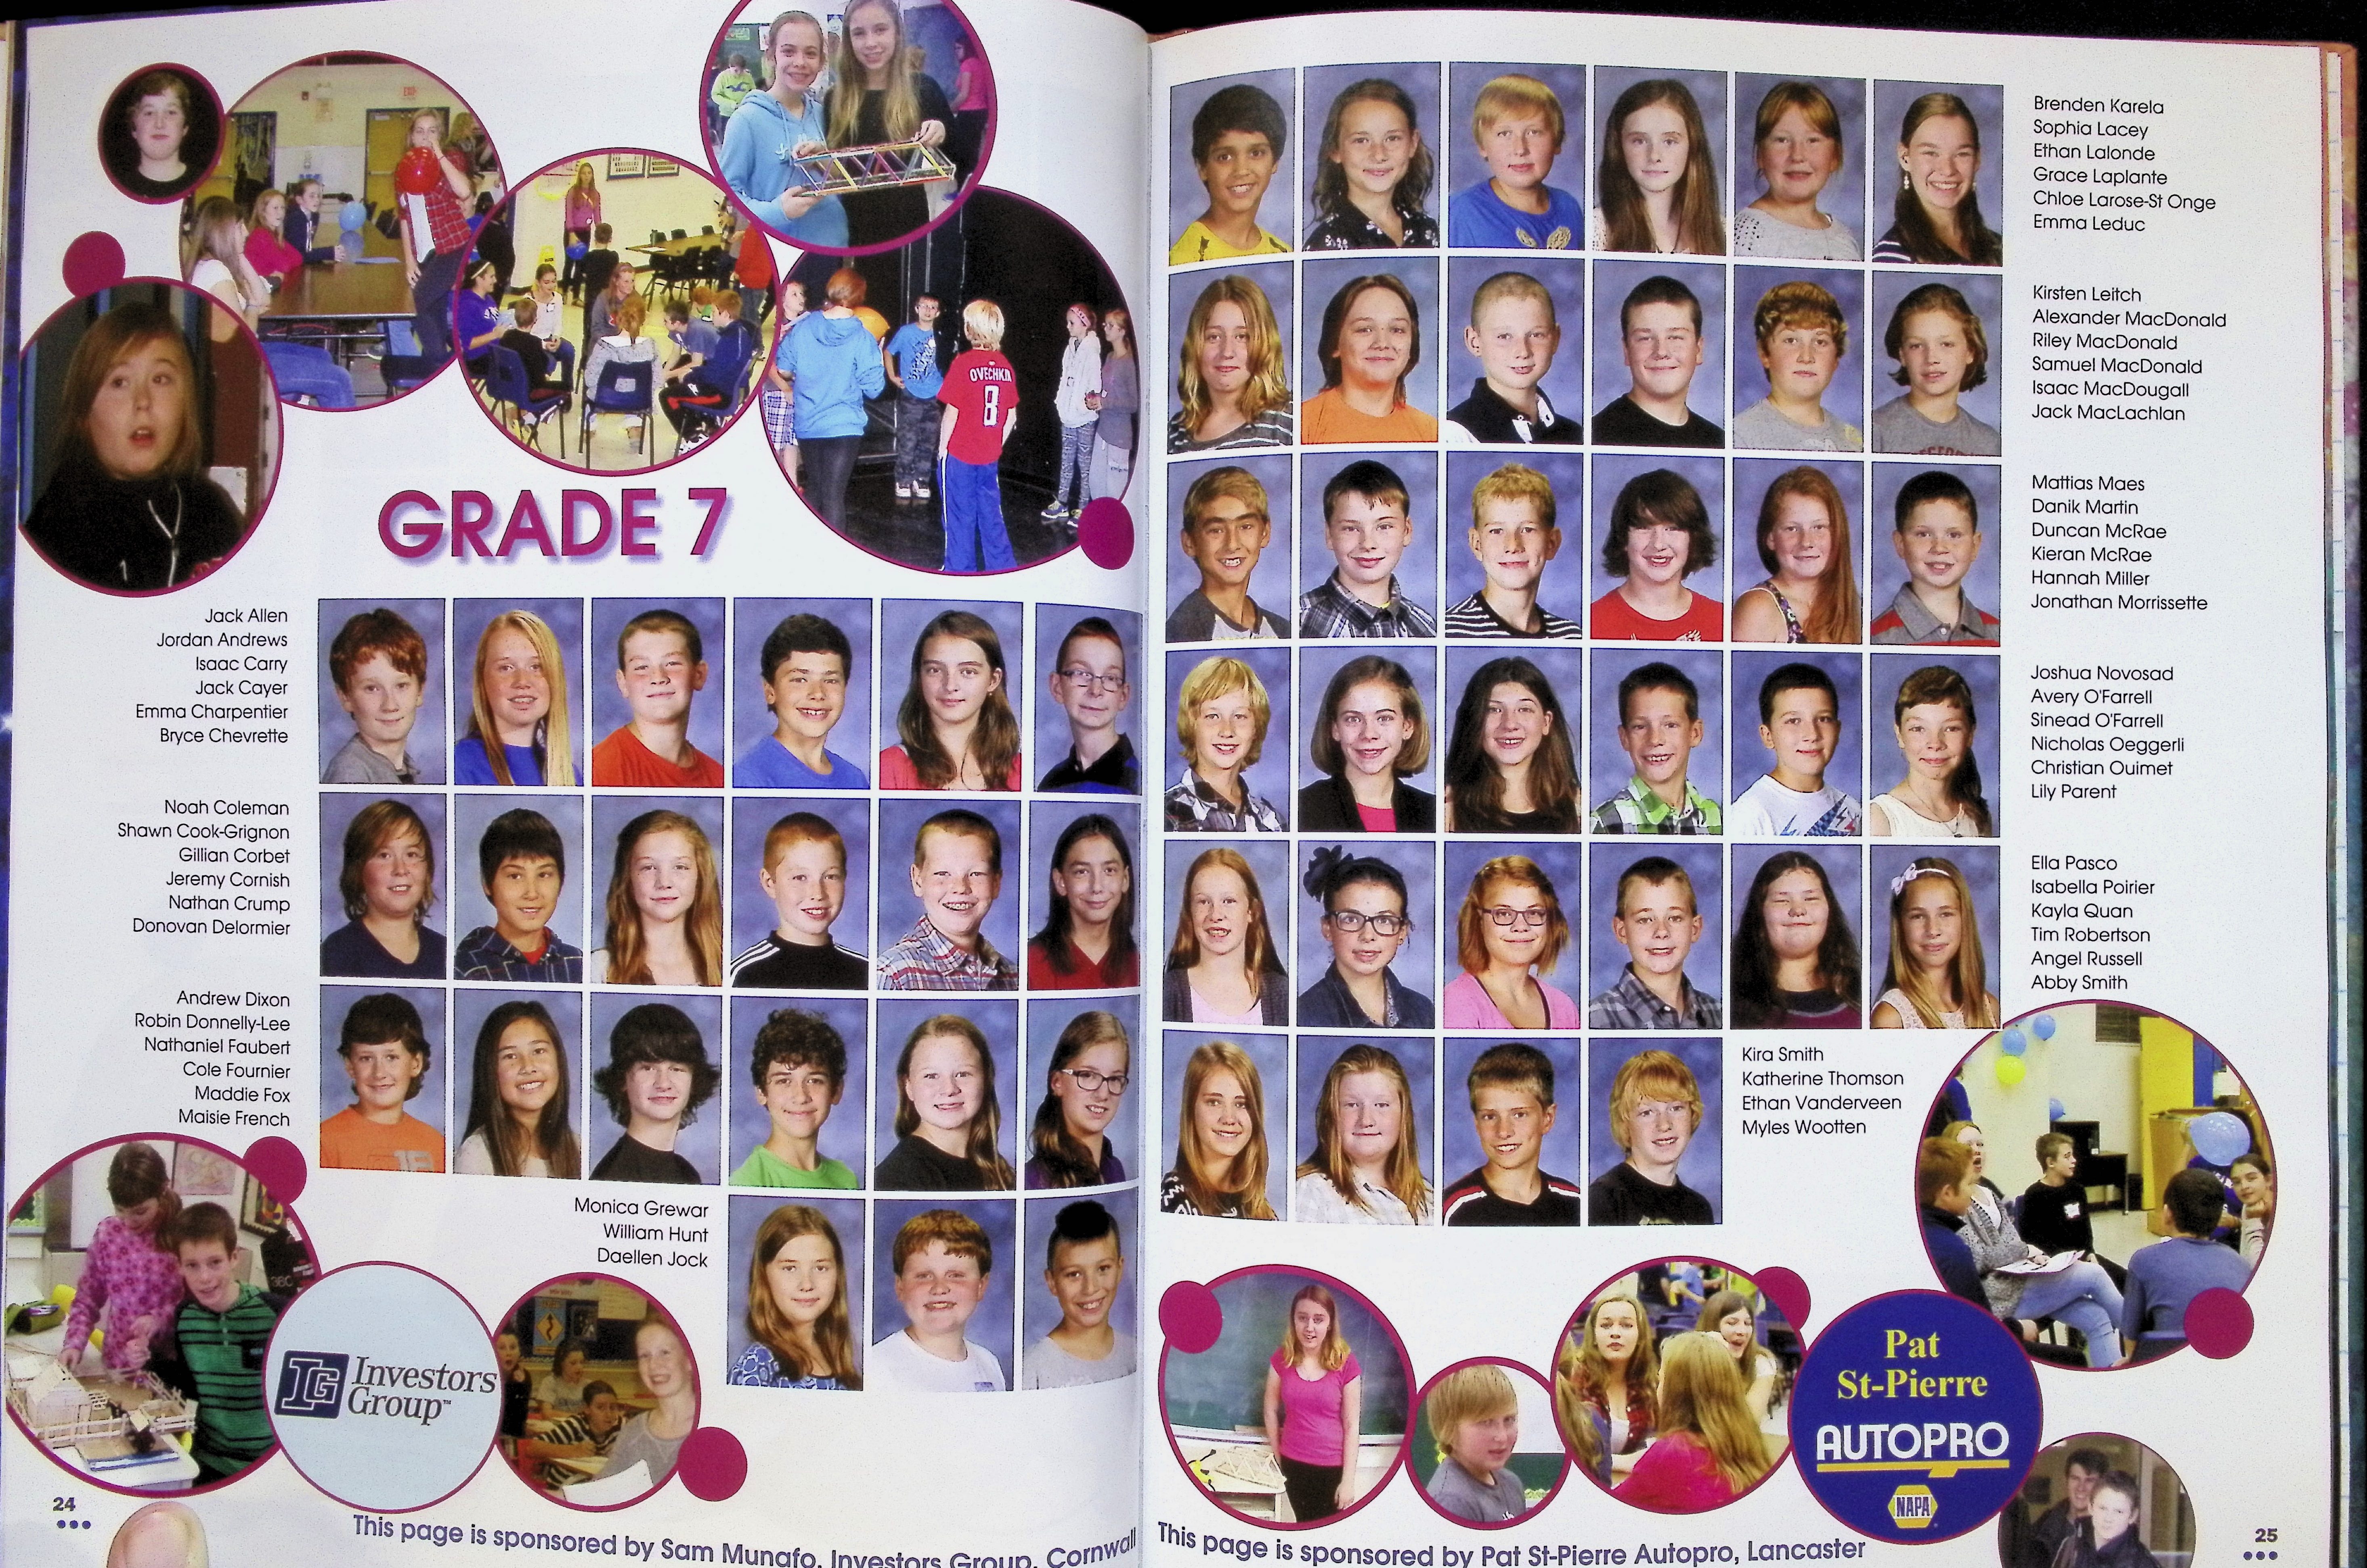 OVECHKIN
8
GRADE 7
Jack Allen
Jordan Andrews
Isaac Carry
Jack Cayer
Emma Charpentier
Bryce Chevrette
Noah Coleman
Shawn Cook-Grignon
Gillian Corbet
Jeremy Cornish
Nathan Crump
Donovan Delormier
Andrew Dixon
Robin Donnelly-Lee
Nathaniel Faubert
Cole Fournier
Maddie Fox
Maisie French
Monica Grewar
William Hunt
Daellen Jock
IG Investors
Group™
24
This page is sponsored by Sam Munafo, Investors Group, Cornwall
Brenden Karela
Sophia Lacey
Ethan Lalonde
Grace Laplante
Chloe Larose-St Onge
Emma Leduc
Kirsten Leitch
Alexander MacDonald
Riley MacDonald
Samuel MacDonald
Isaac MacDougall
Jack MacLachlan
Mattias Maes
Danik Martin
Duncan McRae
Kieran McRae
Hannah Miller
Jonathan Morrissette
Joshua Novosad
Avery O'Farrell
Sinead O'Farrell
Nicholas Oeggerli
Christian Ouimet
Lily Parent
Ella Pasco
Isabella Poirier
Kayla Quan
Tim Robertson
Angel Russell
Abby Smith
Kira Smith
Katherine Thomson
Ethan Vanderveen
Myles Wootten
Pat
St-Pierre
AUTOPRO
NAPA
This page is sponsored by Pat St-Pierre Autopro, Lancaster
25